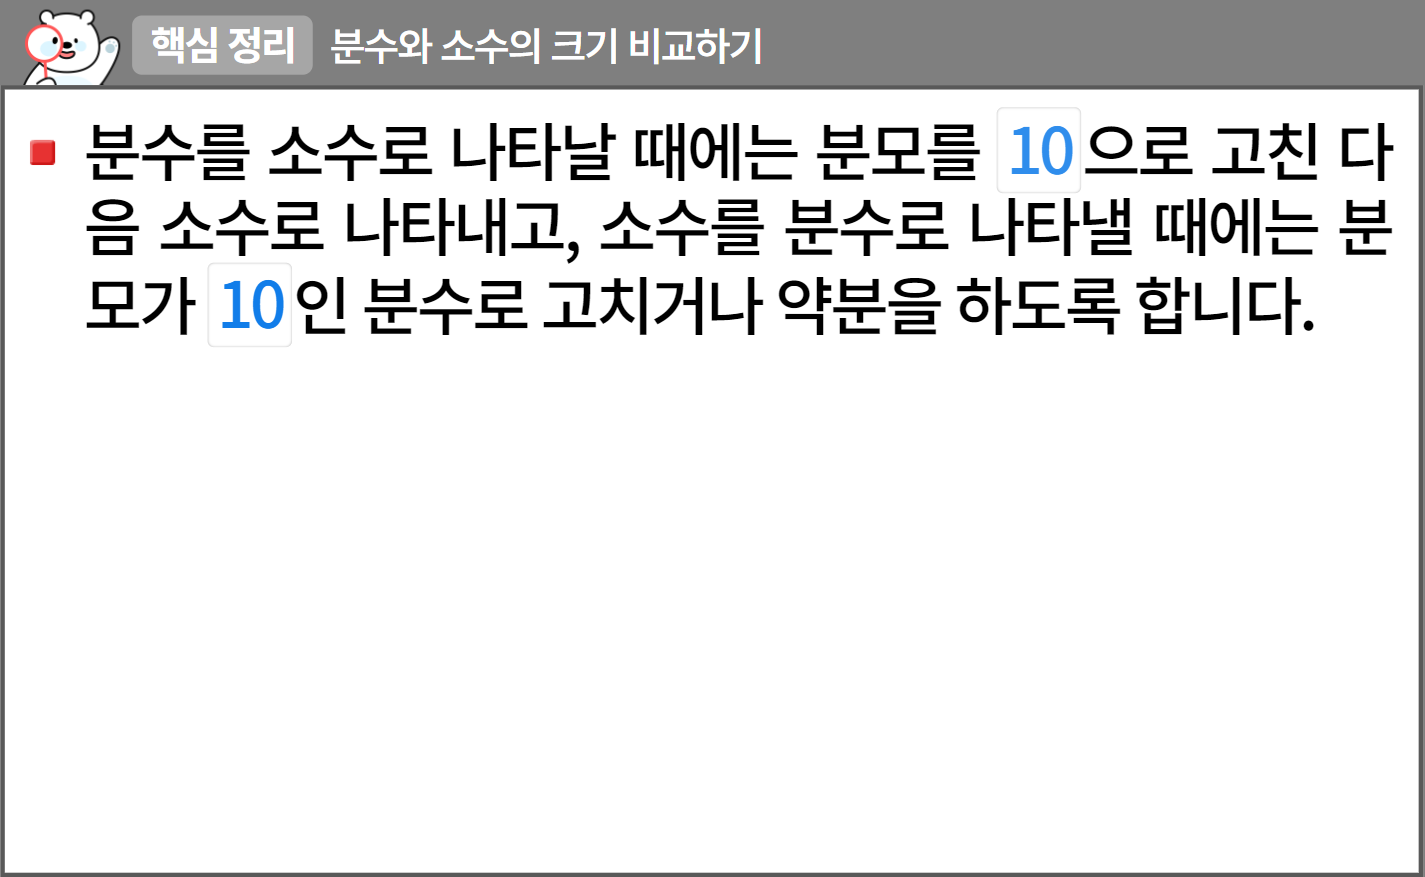 핵심 정리 분수와 소수의 크기 비교하기
분수를 소수로 나타날 때에는 분모를 10으로 고친 다
음 소수로 나타내고, 소수를 분수로 나타낼 때에는 분
모가 10인 분수로 고치거나 약분을 하도록 합니다.